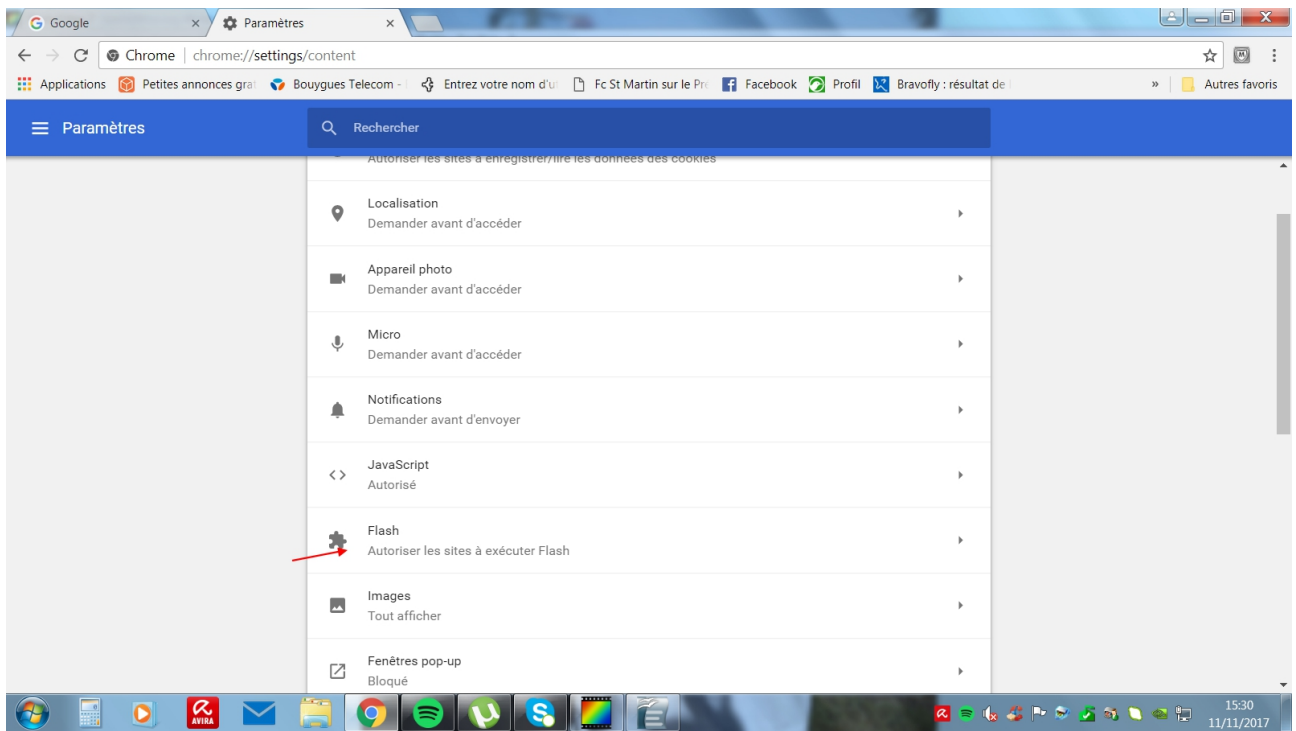 Google
Paramètres
Chrome | chrome://settings/content
Applications Petites annonces gra Bouygues Telecom - Entrez votre nom d'u Fc St Martin sur le Pr Facebook Profil Bravofly : résultat de » Autres favoris
Paramètres
Rechercher
Autoriser les sites à enregistrer/lire les données des cookies
Localisation
Demander avant d'accéder
Appareil photo
Demander avant d'accéder
Micro
Demander avant d'accéder
Notifications
Demander avant d'envoyer
JavaScript
Autorisé
Flash
Autoriser les sites à exécuter Flash
Images
Tout afficher
Fenêtres pop-up
Bloqué
AVIRA
15:30
11/11/2017